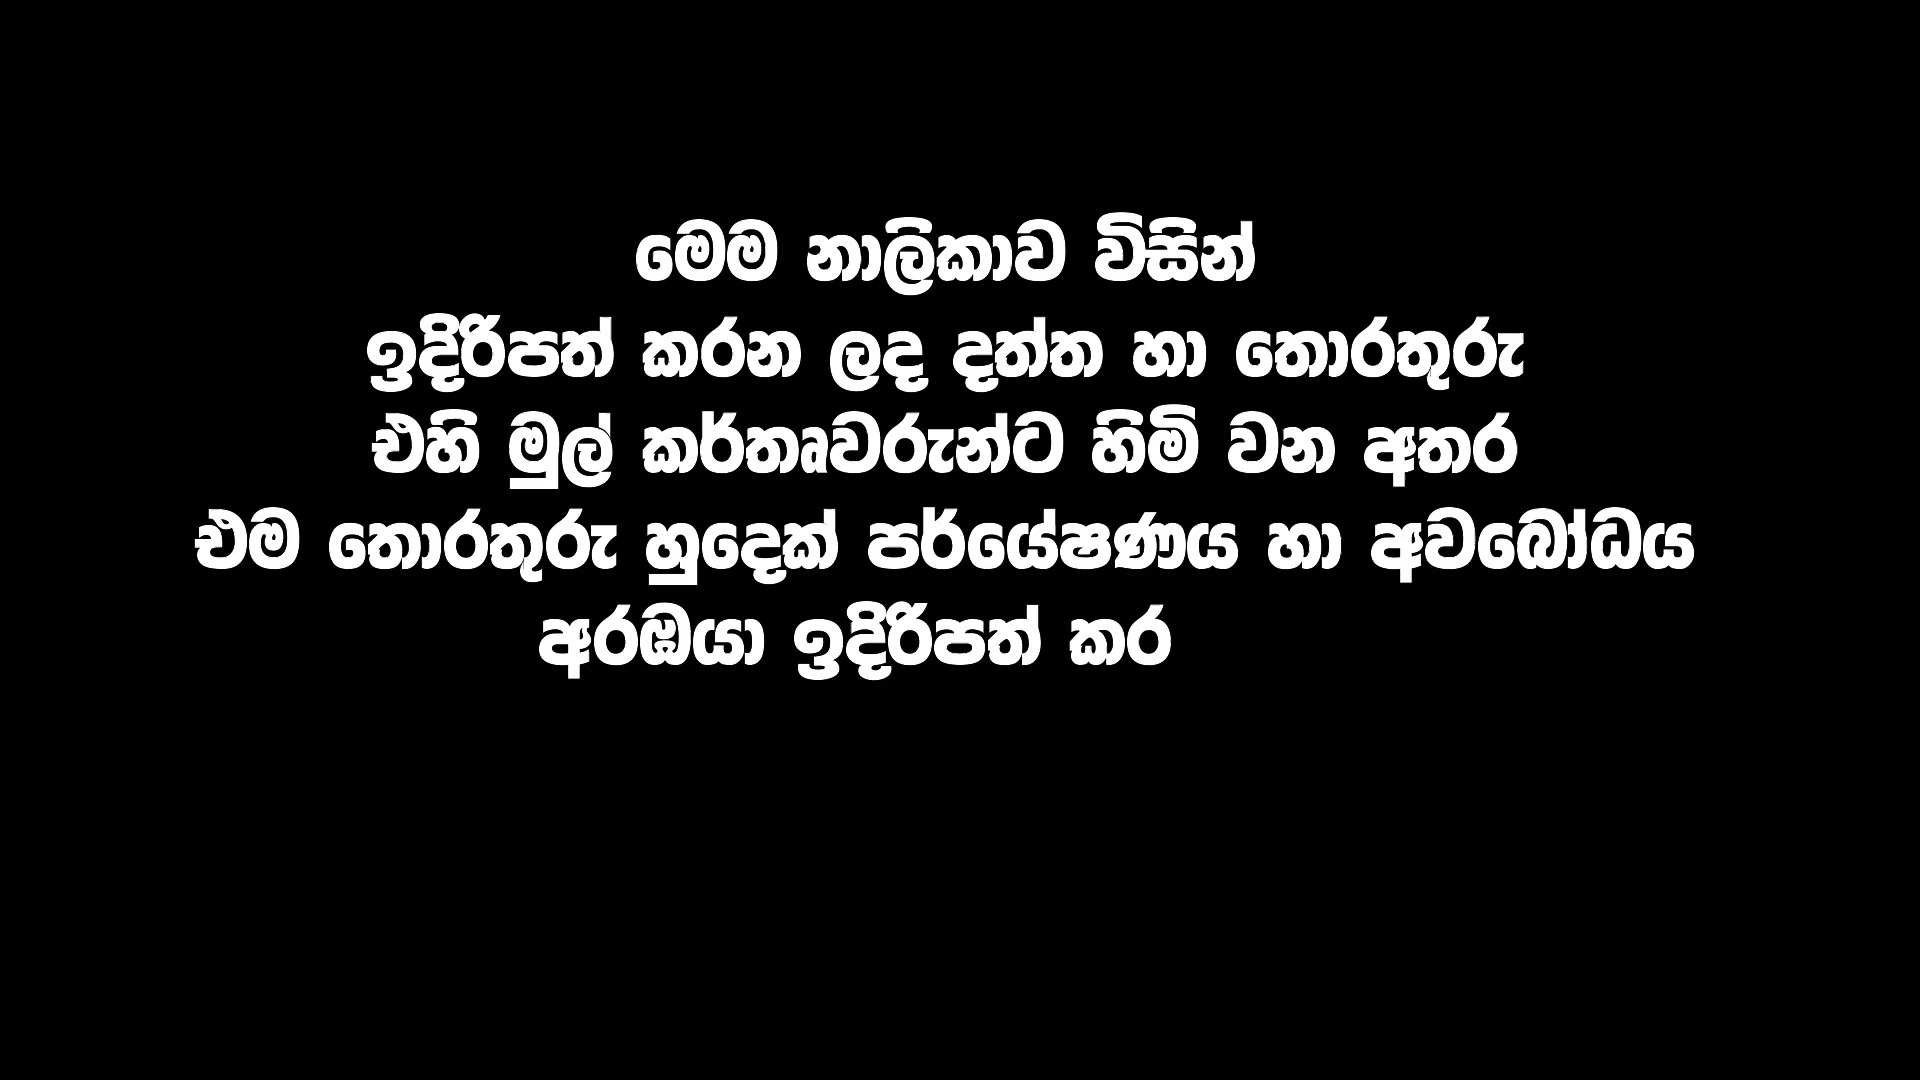 මෙම නාලිකාව විසින්
ඉදිරිපත් කරන ලද දත්ත හා තොරතුරු
එහි මුල් කර්තෘවරුන්ට හිමි වන අතර
එම තොරතුරු හුදෙක් පර්යේෂණය හා අවබෝධය
අරඹයා ඉදිරිපත් කර